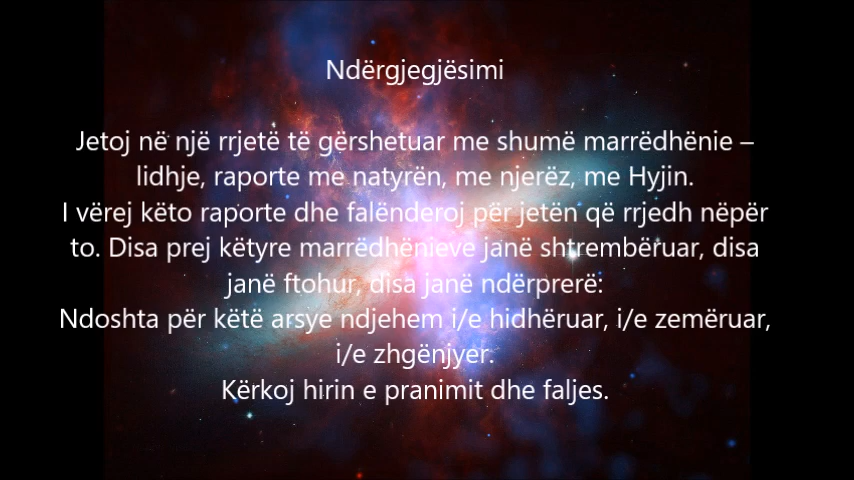 Ndërgjegjësimi
Jetoj në një rrjetë të gërshetuar me shumë marrëdhënie –
lidhje, raporte me natyrën, me njerëz, me Hyjin.
I vërej këto raporte dhe falënderoj për jetën që rrjedh nëpër
to. Disa prej këtyre marrëdhënieve janë shtrembëruar, disa
janë ftohur, disa janë ndërprerë:
Ndoshta për këtë arsye ndjehem i/e hidhëruar, i/e zemëruar,
i/e zhgënjyer.
Kërkoj hirin e pranimit dhe faljes.